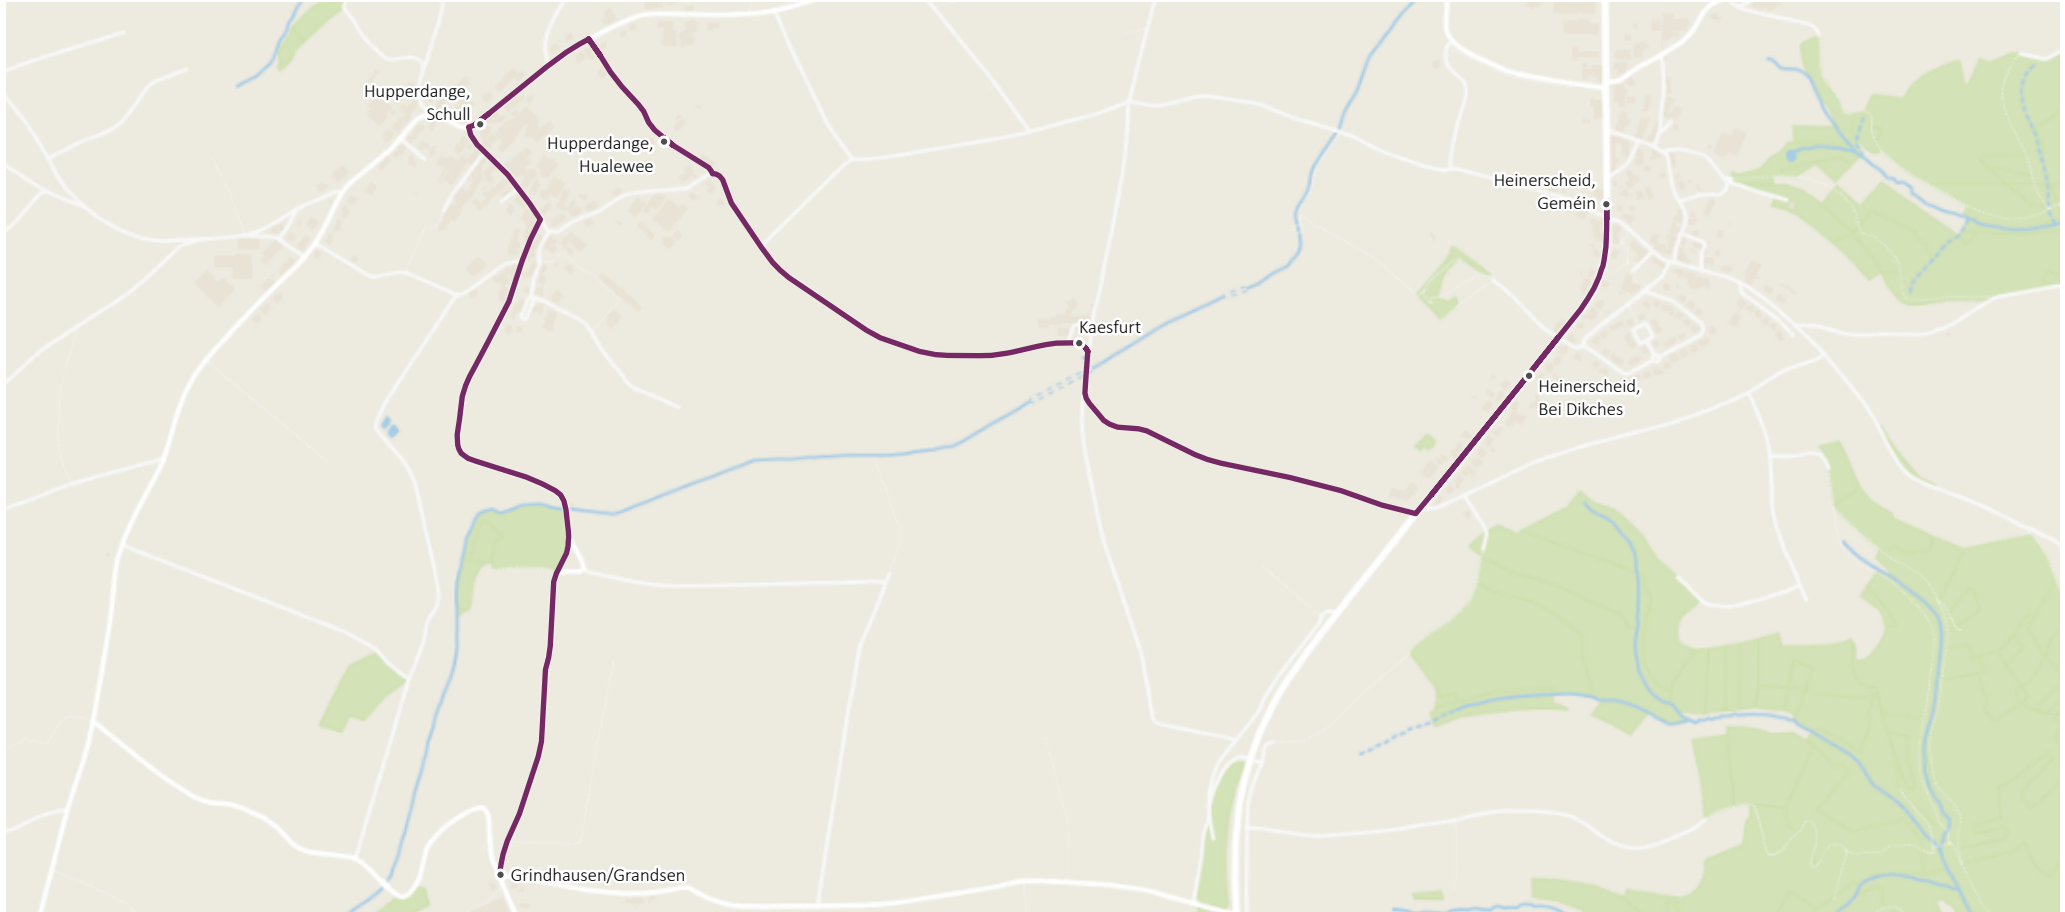 Hupperdange,
Schull
Hupperdange,
Hualewee
Heinerscheid,
Geméin
Kaesfurt
Heinerscheid,
Bei Dikches
Grindhausen/Grandsen